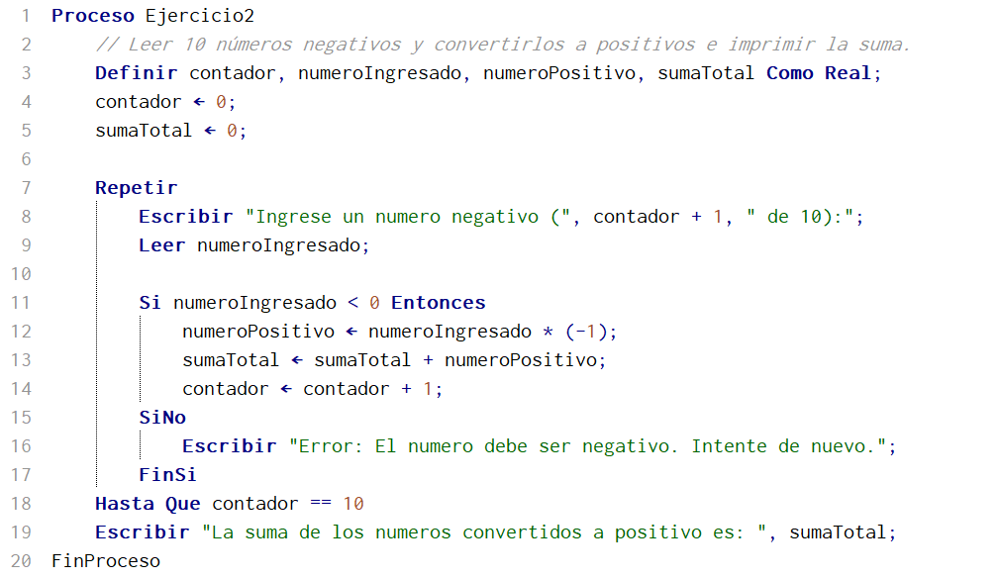 1 Proceso Ejercicio2
2 // Leer 10 números negativos y convertirlos a positivos e imprimir la suma.
3 Definir contador, numeroIngresado, numeroPositivo, sumaTotal Como Real;
4 contador ← 0;
5 sumaTotal ← 0;
6
7 Repetir
8 Escribir "Ingrese un numero negativo (", contador + 1, " de 10):";
9 Leer numeroIngresado;
10
11 Si numeroIngresado < 0 Entonces
12 numeroPositivo ← numeroIngresado * (-1);
13 sumaTotal ← sumaTotal + numeroPositivo;
14 contador ← contador + 1;
15 SiNo
16 Escribir "Error: El numero debe ser negativo. Intente de nuevo.";
17 FinSi
18 Hasta Que contador == 10
19 Escribir "La suma de los numeros convertidos a positivo es: ", sumaTotal;
20 FinProceso